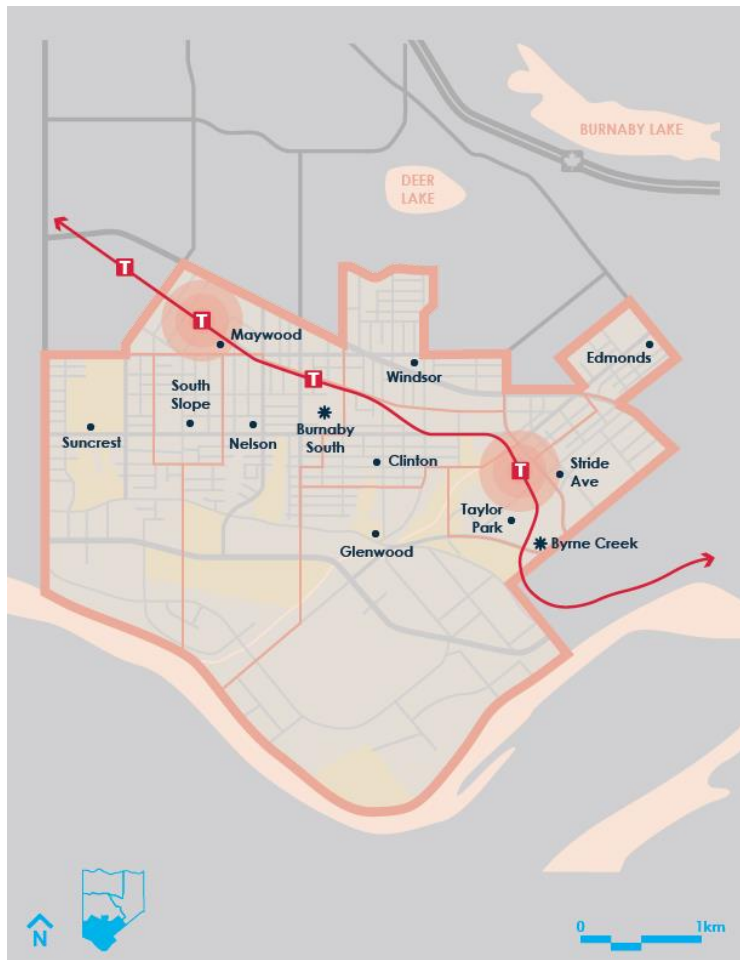 BURNABY LAKE
DEER
LAKE
T
T
Maywood
T
Windsor
Edmonds
South
Slope
Suncrest
Nelson
Burnaby
South
Clinton
T
Stride
Ave
Taylor
Park
Glenwood
Byrne Creek
N
0 1km